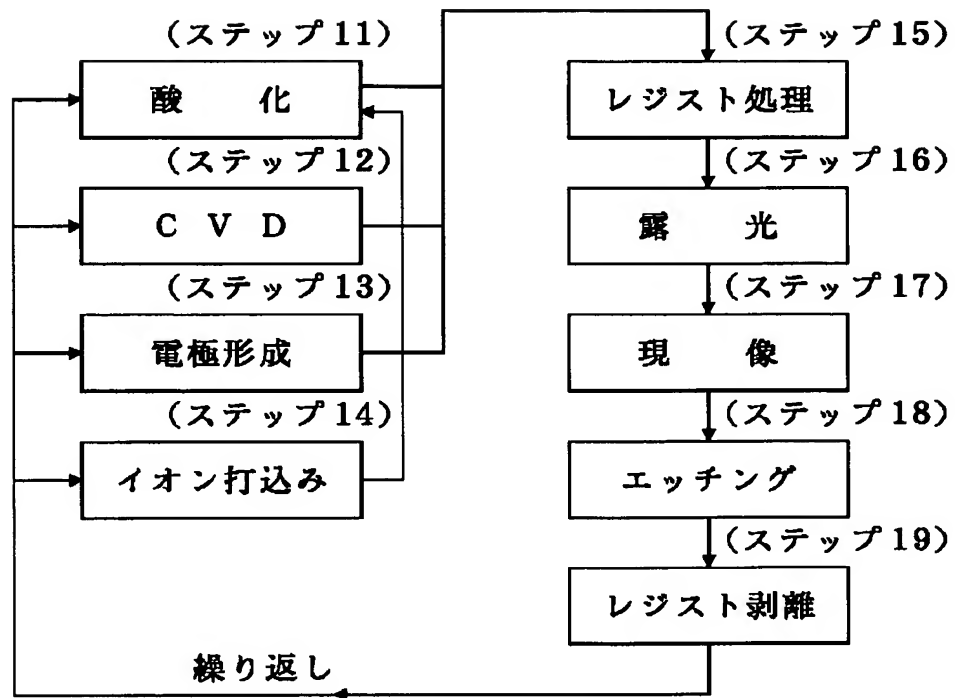 (ステップ11)
酸化
(ステップ12)
CVD
(ステップ13)
電極形成
(ステップ14)
イオン打込み
(ステップ15)
レジスト処理
(ステップ16)
露光
(ステップ17)
現像
(ステップ18)
エッチング
(ステップ19)
レジスト剥離
繰り返し